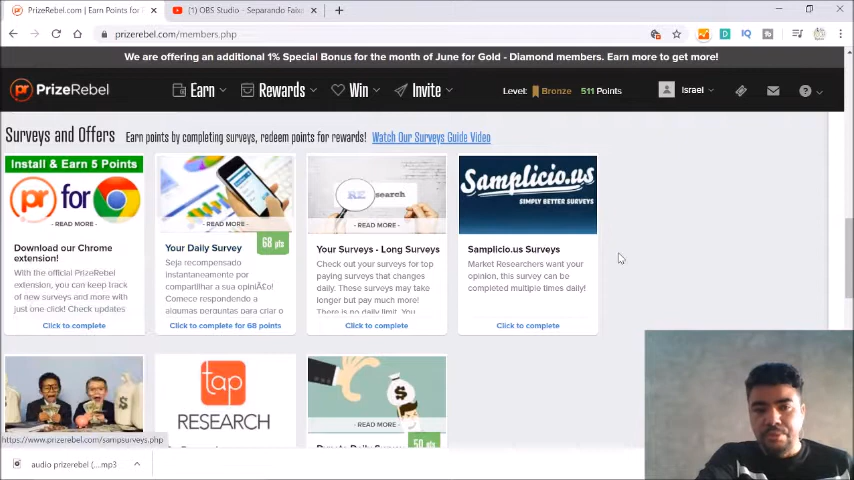 PrizeRebel.com | Earn Points for E
(1) OBS Studio - Separando Faixo
prizerebel.com/members.php
We are offering an additional 1% Special Bonus for the month of June for Gold - Diamond members. Earn more to get more!
pr PrizeRebel
Earn
Rewards
Win
Invite
Level: Bronze 511 Points
Israel
Surveys and Offers
Earn points by completing surveys, redeem points for rewards! Watch Our Surveys Guide Video
Install & Earn 5 Points
pr for
- READ MORE -
Download our Chrome
extension!
With the official PrizeRebel
extension, you can keep track
of new surveys and more with
just one click! Check updates
Click to complete
- READ MORE -
68 pts
Your Daily Survey
Seja recompensado
instantaneamente por
compartilhar a sua opiniÃ£o!
Comece respondendo a
algumas perguntas para criar o
Click to complete for 68 points
search
- READ MORE -
Your Surveys - Long Surveys
Check out your surveys for top
paying surveys that changes
daily. These surveys may take
longer but pay much more!
There is no daily limit. You
Click to complete
Samplicio.us
SIMPLY BETTER SURVEYS
Samplicio.us Surveys
Market Researchers want your
opinion, this survey can be
completed multiple times daily!
Click to complete
tap
RESEARCH
- READ MORE -
50 pts
Daily
https://www.prizerebel.com/sampsurveys.php
audio prizerebel (....mp3